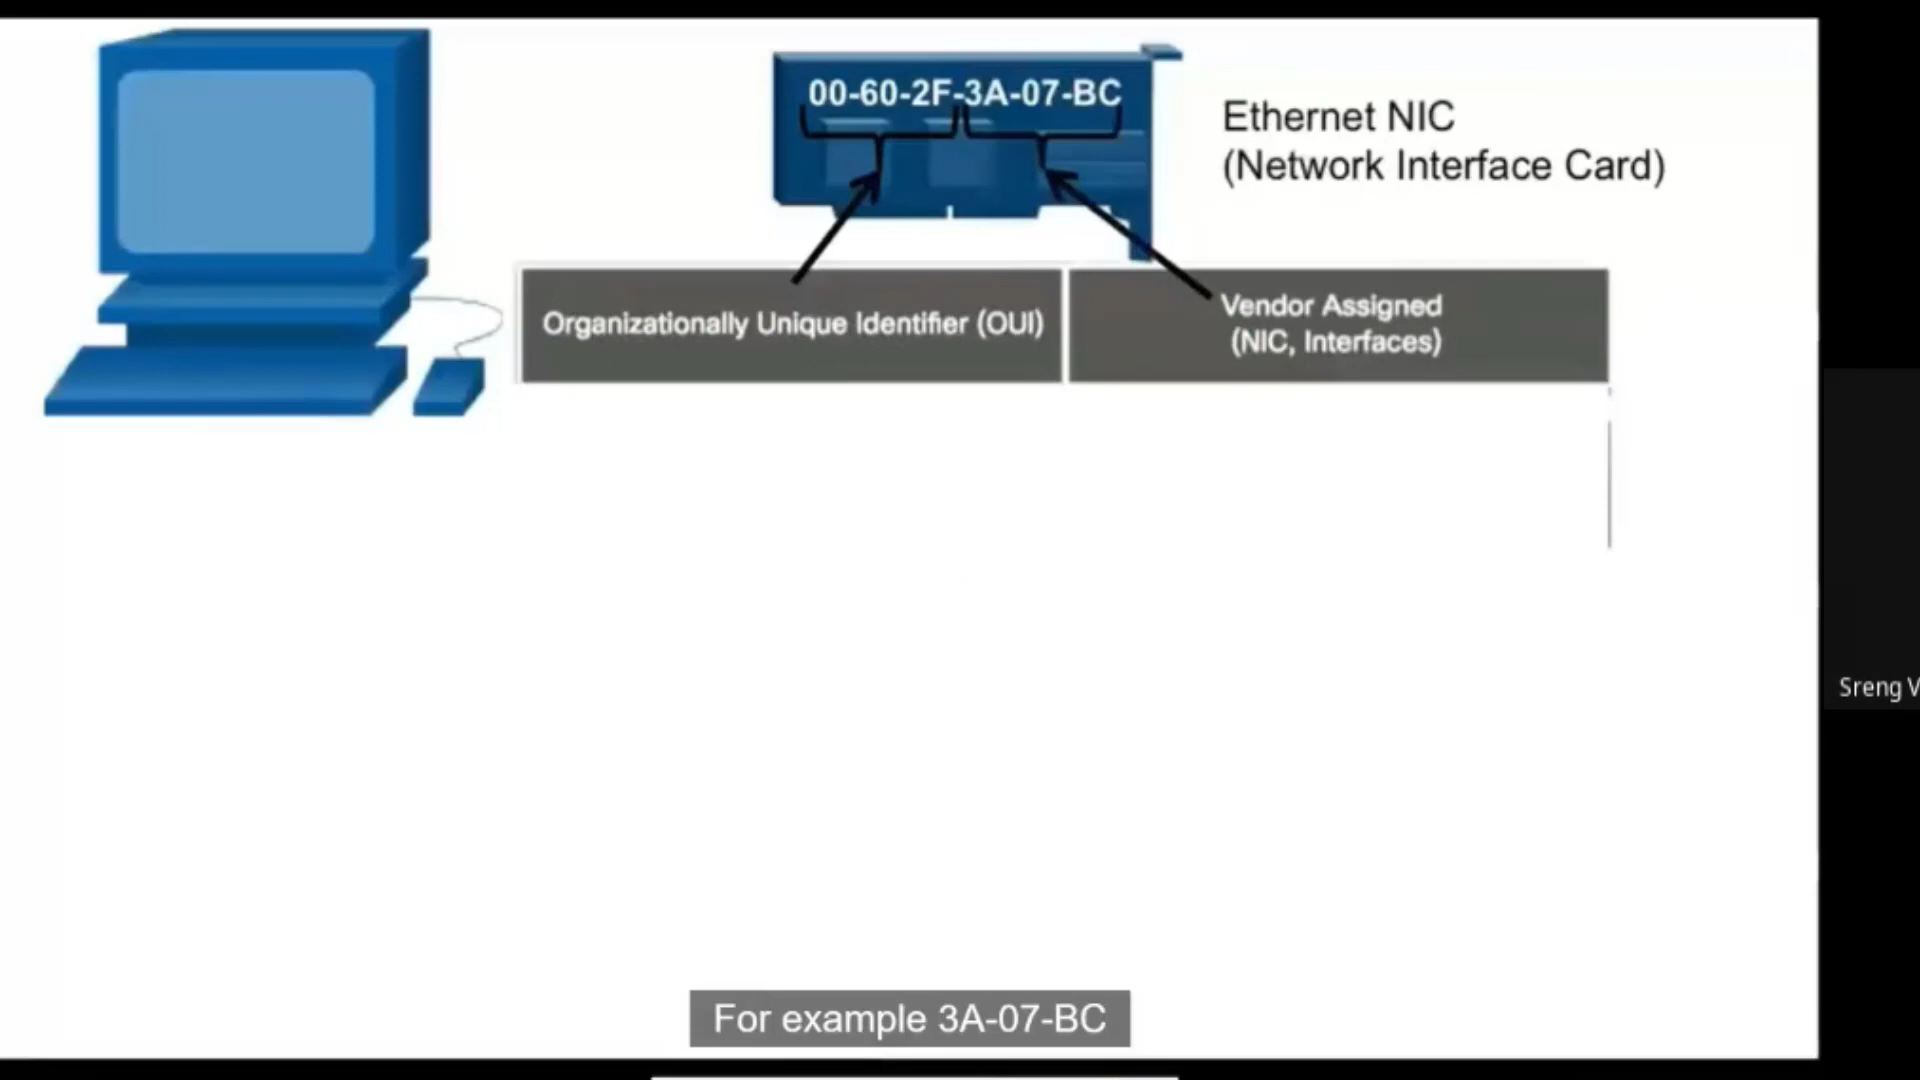 00-60-2F-3A-07-BC
Ethernet NIC
(Network Interface Card)
Organizationally Unique Identifier (OUI)
Vendor Assigned
(NIC, Interfaces)
Sreng V
For example 3A-07-BC